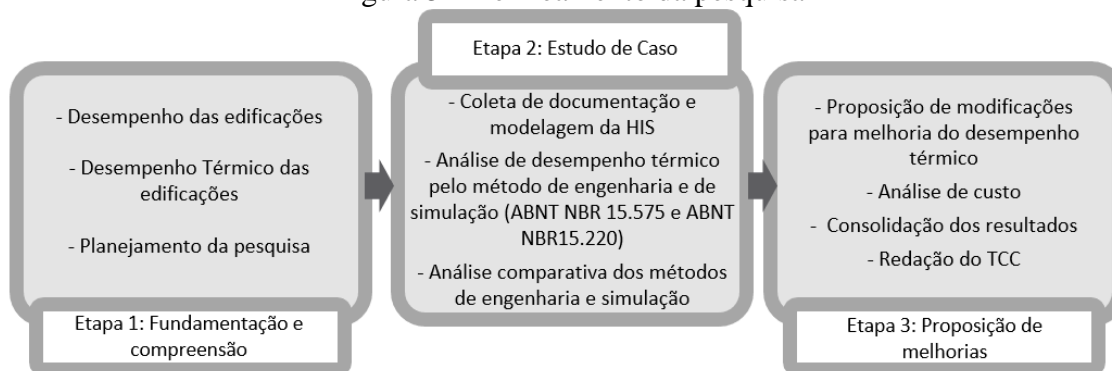 Etapa 2: Estudo de Caso
- Desempenho das edificações
- Desempenho Térmico das
edificações
- Planejamento da pesquisa
Etapa 1: Fundamentação e
compreensão
- Coleta de documentação e
modelagem da HIS
- Análise de desempenho térmico
pelo método de engenharia e de
simulação (ABNT NBR 15.575 e ABNT
NBR15.220)
- Análise comparativa dos métodos
de engenharia e simulação
- Proposição de modificações
para melhoria do desempenho
térmico
- Análise de custo
- Consolidação dos resultados
- Redação do TCC
Etapa 3: Proposição de
melhorias